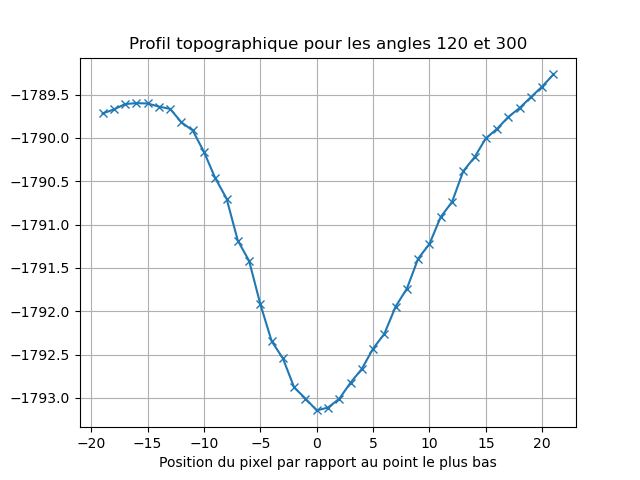 Profil topographique pour les angles 120 et 300
−1789.5
−1790.0
−1790.5
−1791.0
−1791.5
−1792.0
−1792.5
−1793.0
−20 −15 −10 −5 0 5 10 15 20
Position du pixel par rapport au point le plus bas